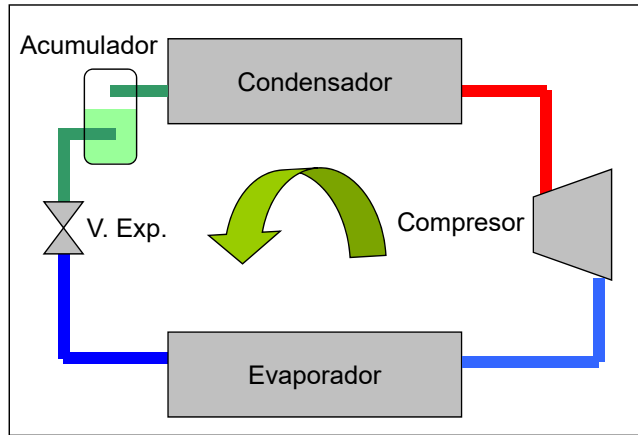 Acumulador
Condensador
V. Exp.
Compresor
Evaporador